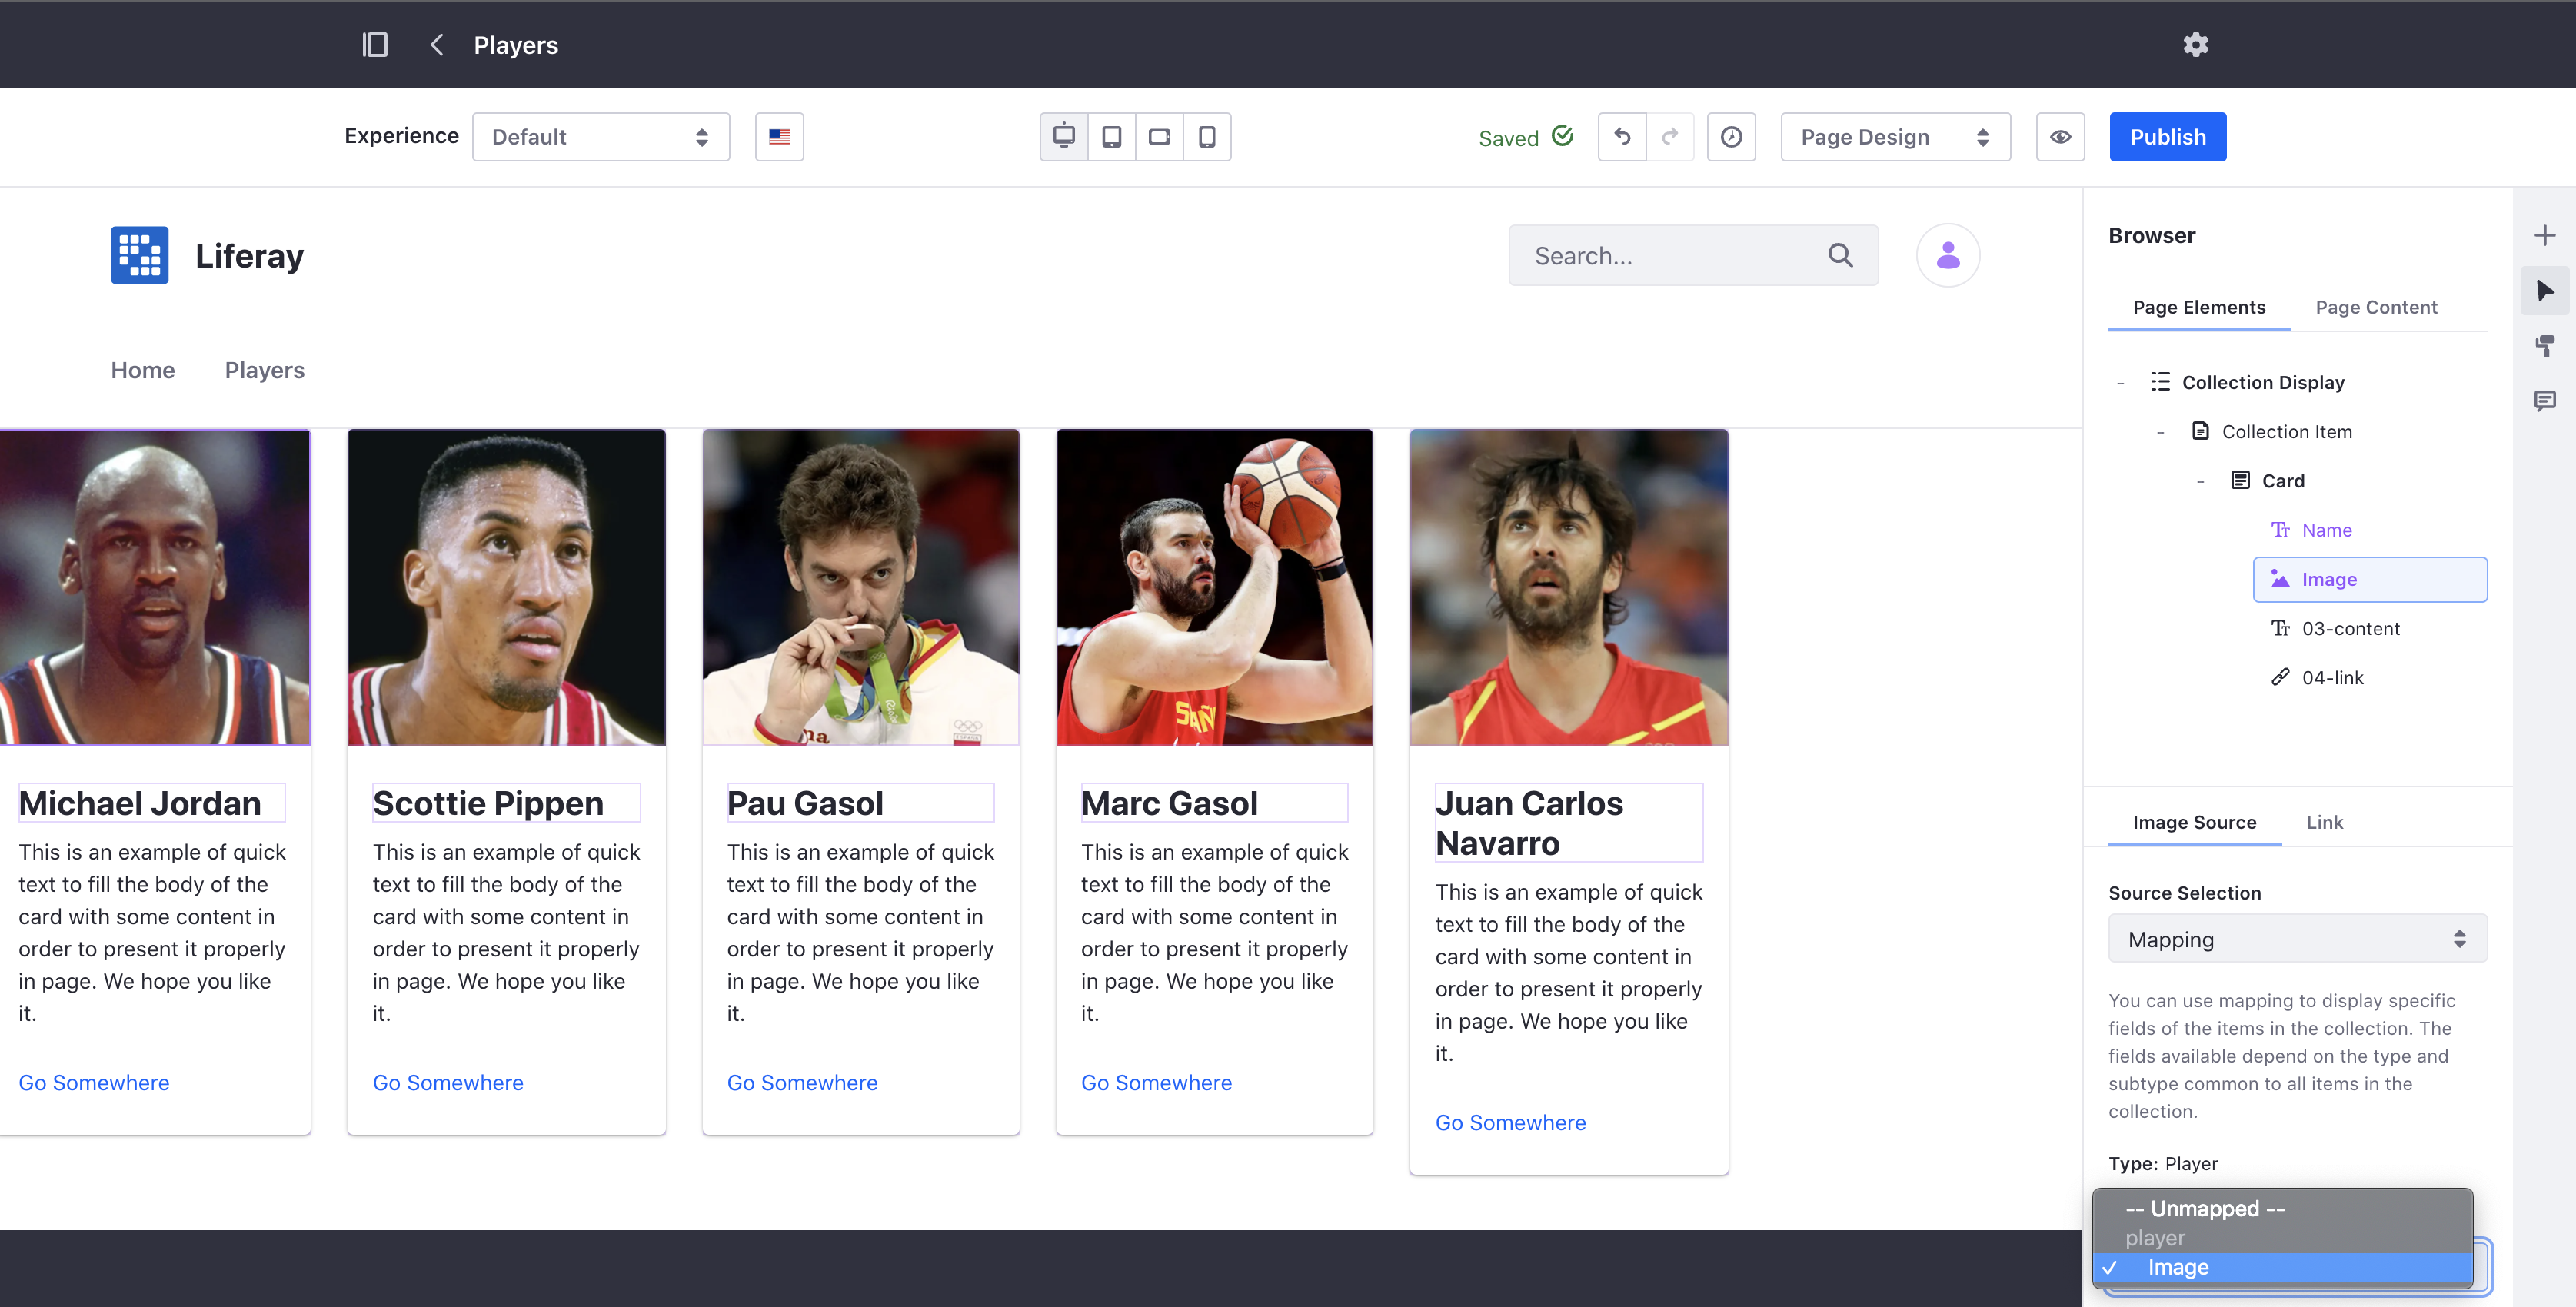 Players
Experience
Default
Saved
Page Design
Publish
Liferay
Search...
Home
Players
Michael Jordan
This is an example of quick
text to fill the body of the
card with some content in
order to present it properly
in page. We hope you like
it.
Go Somewhere
Scottie Pippen
This is an example of quick
text to fill the body of the
card with some content in
order to present it properly
in page. We hope you like
it.
Go Somewhere
Pau Gasol
This is an example of quick
text to fill the body of the
card with some content in
order to present it properly
in page. We hope you like
it.
Go Somewhere
Marc Gasol
This is an example of quick
text to fill the body of the
card with some content in
order to present it properly
in page. We hope you like
it.
Go Somewhere
Juan Carlos
Navarro
This is an example of quick
text to fill the body of the
card with some content in
order to present it properly
in page. We hope you like
it.
Go Somewhere
Browser
Page Elements
Page Content
- Collection Display
- Collection Item
- Card
Name
Image
03-content
04-link
Image Source
Link
Source Selection
Mapping
You can use mapping to display specific
fields of the items in the collection. The
fields available depend on the type and
subtype common to all items in the
collection.
Type: Player
-- Unmapped --
player
Image